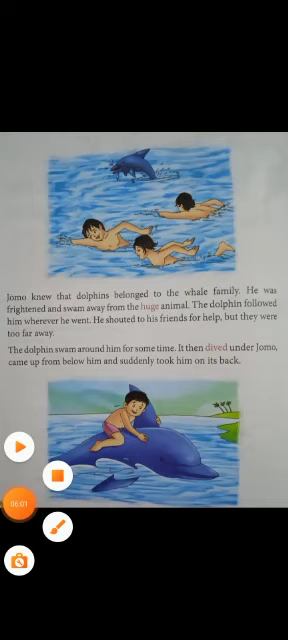 Jomo knew that dolphins belonged to the whale family. He was
frightened and swam away from the huge animal. The dolphin followed
him wherever he went. He shouted to his friends for help, but they were
too far away.
The dolphin swam around him for some time. It then dived under Jomo,
came up from below him and suddenly took him on its back.
06:01